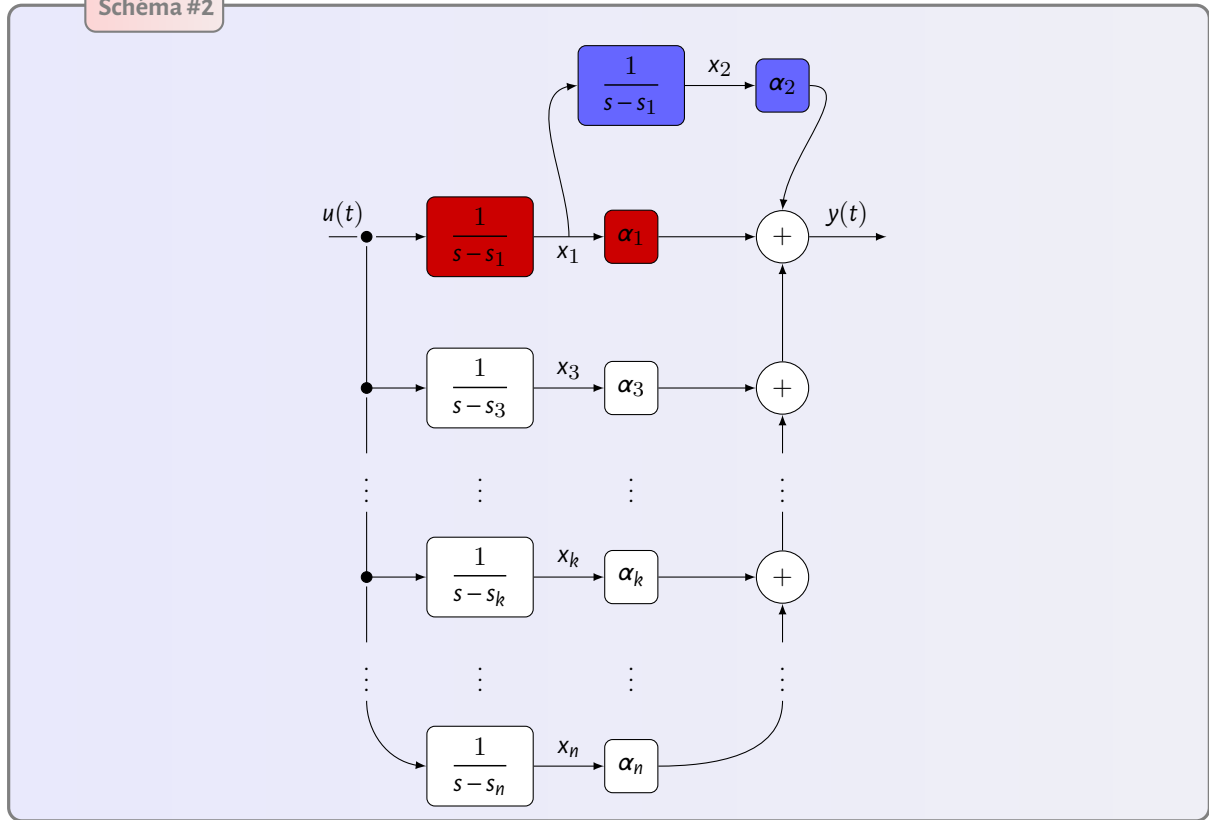 Schéma #2
1
s−s₁
x₂
α₂
u(t)
1
s−s₁
x₁
α₁
+
y(t)
1
s−s₃
x₃
α₃
+
⋮ ⋮ ⋮ ⋮
1
s−sₖ
xₖ
αₖ
+
⋮ ⋮ ⋮ ⋮
1
s−sₙ
xₙ
αₙ